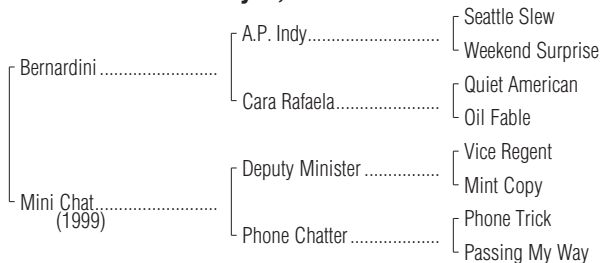 Seattle Slew
A.P. Indy
Weekend Surprise
Bernardini
Quiet American
Cara Rafaela
Oil Fable
Vice Regent
Deputy Minister
Mint Copy
Mini Chat
(1999)
Phone Trick
Phone Chatter
Passing My Way